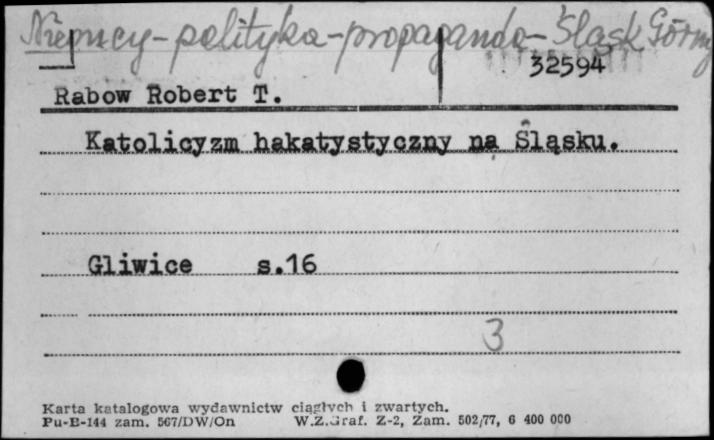 Niemcy-polityka-propaganda-Śląsk Górny
32594
Rabow Robert T.
Katolicyzm hakatystyczny na Śląsku.
Gliwice s.16
3
Karta katalogowa wydawnictw ciągłych i zwartych.
Pu-B-144 zam. 567/DW/On W.Z.Graf. Z-2, Zam. 502/77, 6 400 000